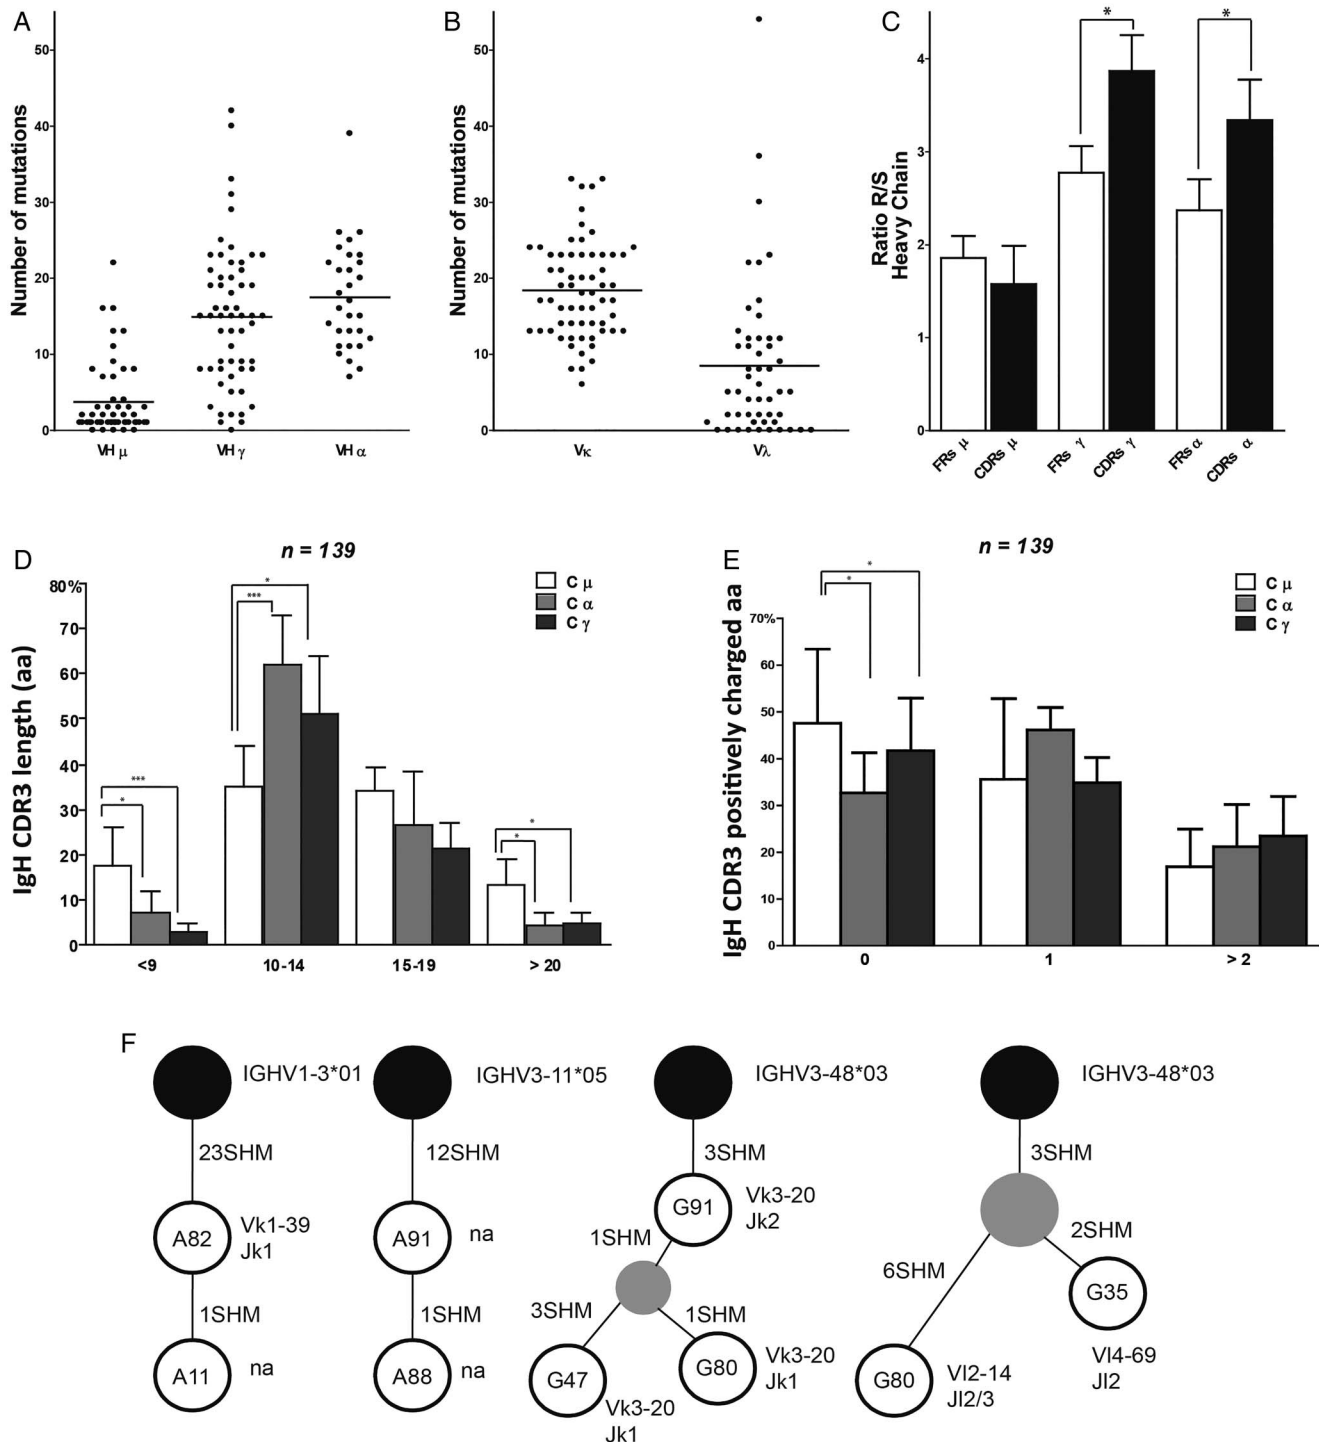 A
Number of mutations
50
40
30
20
10
0
VH μ
VH γ
VH α
B
Number of mutations
50
40
30
20
10
0
Vκ
Vλ
C
Ratio R/S
Heavy Chain
4
3
2
1
0
*
*
FRs μ
CDRs μ
FRs γ
CDRs γ
FRs α
CDRs α
D
n = 139
IgH CDR3 length (aa)
80%
70
60
50
40
30
20
10
0
***
*
*
***
*
*
C μ
C α
C γ
<9
10-14
15-19
> 20
E
n = 139
IgH CDR3 positively charged aa
70%
60
50
40
30
20
10
0
*
*
C μ
C α
C γ
0
1
> 2
F
IGHV1-3*01
23SHM
A82
Vk1-39
Jk1
1SHM
A11
na
IGHV3-11*05
12SHM
A91
na
1SHM
A88
na
IGHV3-48*03
3SHM
G91
Vk3-20
Jk2
1SHM
3SHM
1SHM
G47
Vk3-20
Jk1
G80
Vk3-20
Jk1
IGHV3-48*03
3SHM
2SHM
6SHM
G35
Vl4-69
Jl2
G80
Vl2-14
Jl2/3